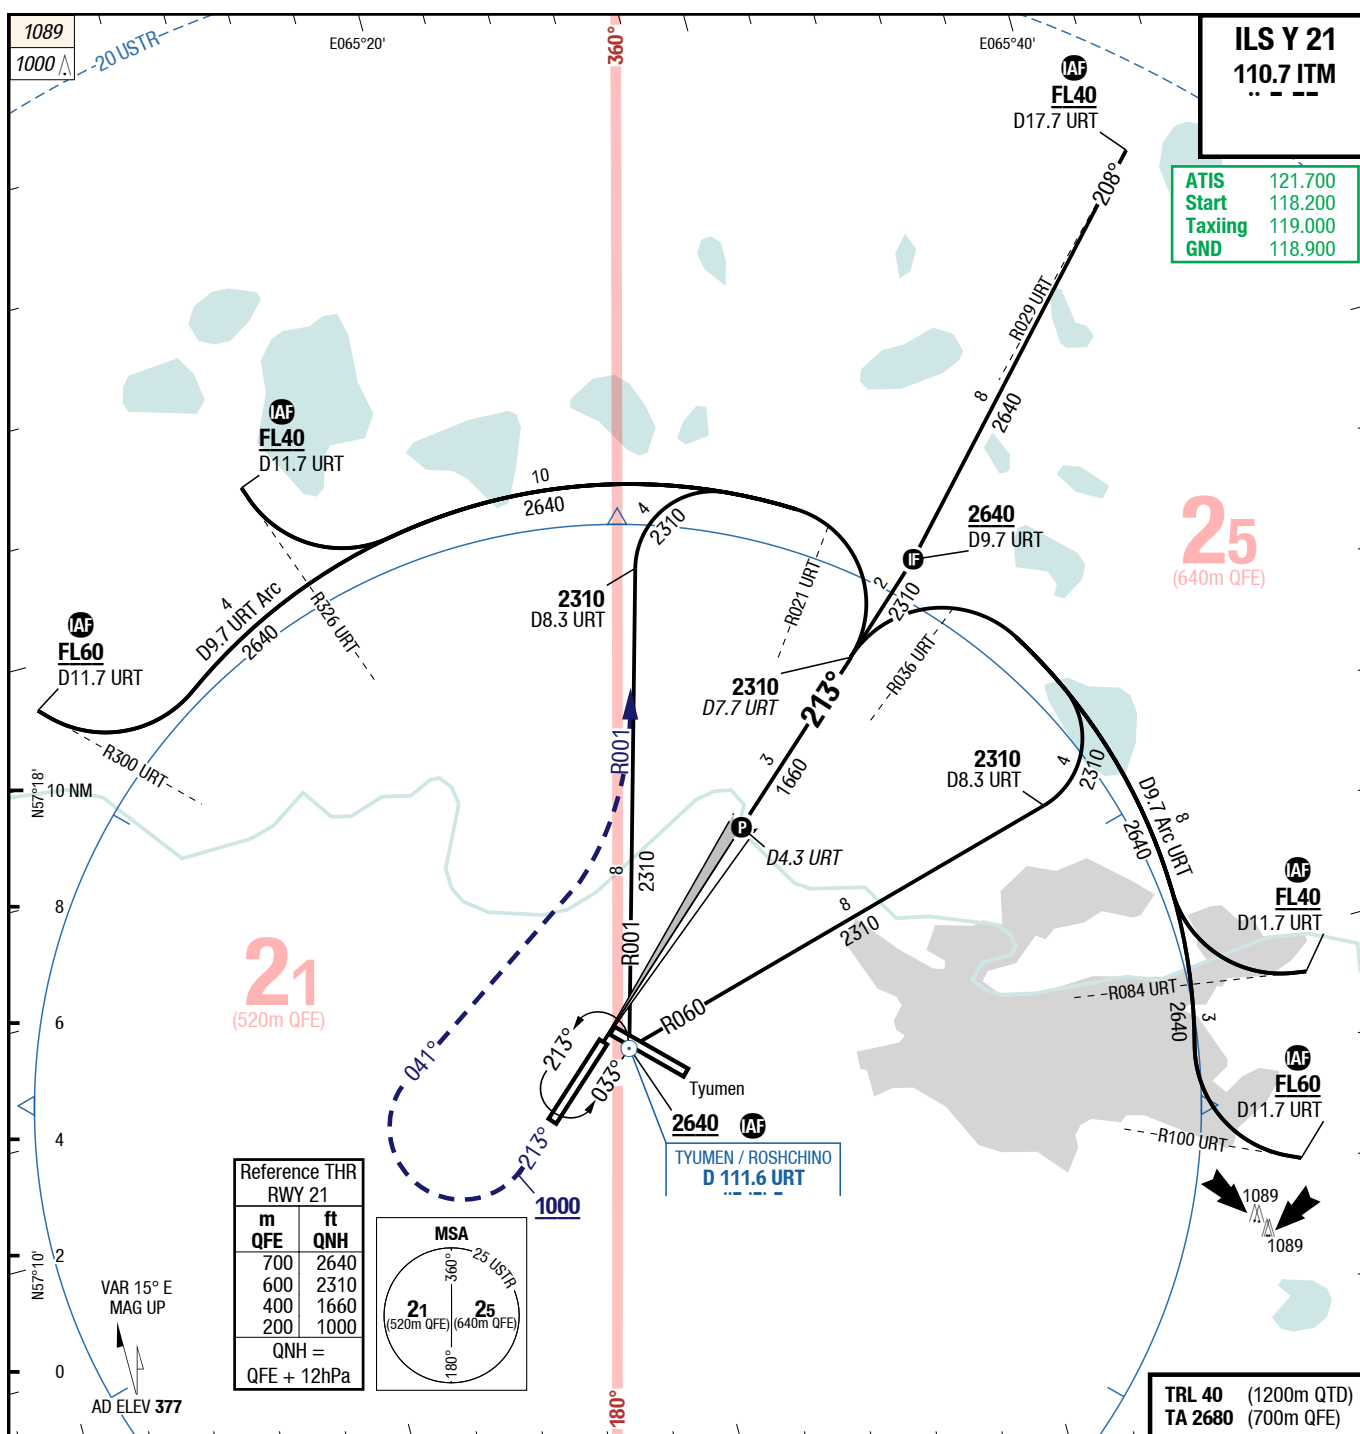 1089
1000
20 USTR
E065°20'
360°
E065°40'
ILS Y 21
110.7 ITM
IAF
FL40
D17.7 URT
208°
ATIS 121.700
Start 118.200
Taxiing 119.000
GND 118.900
R029 URT
8
2640
IAF
FL40
D11.7 URT
10
2640
4
2310
2640
D9.7 URT
IF
25
(640m QFE)
2
2310
R021 URT
R326 URT
4
D9.7 URT Arc
2640
2310
D8.3 URT
IAF
FL60
D11.7 URT
R036 URT
2310
D7.7 URT
213°
R300 URT
R001
3
1660
2310
D8.3 URT
4
2310
N57°18'
10 NM
P
D4.3 URT
8
D9.7 Arc URT
2640
8
2310
8
2310
IAF
FL40
D11.7 URT
8
21
(520m QFE)
R001
R084 URT
3
2640
6
R060
213°
033°
041°
Tyumen
IAF
FL60
D11.7 URT
2640
IAF
4
213°
R100 URT
TYUMEN / ROSHCHINO
D 111.6 URT
1000
Reference THR
RWY 21
m ft
QFE QNH
700 2640
600 2310
400 1660
200 1000
QNH =
QFE + 12hPa
MSA
25 USTR
360°
21
(520m QFE)
25
(640m QFE)
180°
1089
1089
2
N57°10'
VAR 15° E
MAG UP
0
AD ELEV 377
180°
TRL 40 (1200m QTD)
TA 2680 (700m QFE)